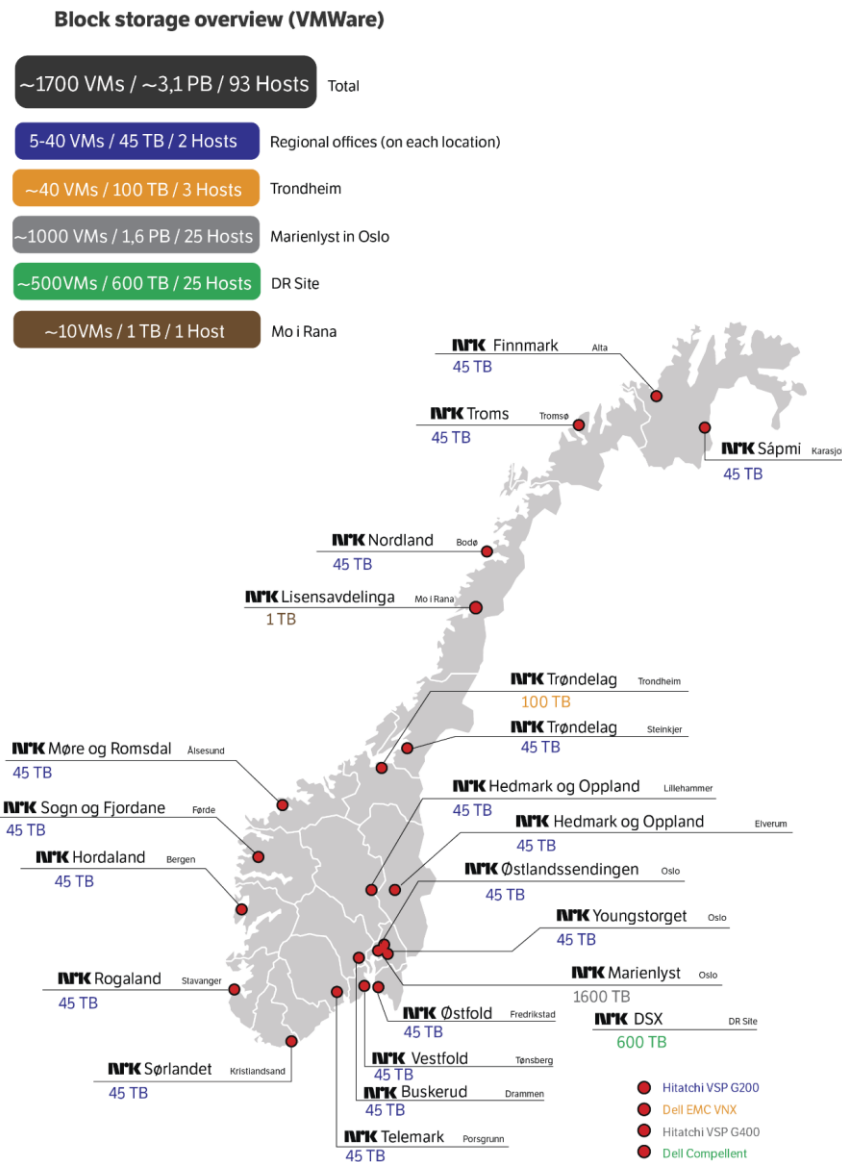 Block storage overview (VMWare)
~1700 VMs / ~3,1 PB / 93 Hosts Total
5-40 VMs / 45 TB / 2 Hosts Regional offices (on each location)
~40 VMs / 100 TB / 3 Hosts Trondheim
~1000 VMs / 1,6 PB / 25 Hosts Marienlyst in Oslo
~500VMs / 600 TB / 25 Hosts DR Site
~10VMs / 1 TB / 1 Host Mo i Rana
NRK Finnmark Alta
45 TB
NRK Troms Tromsø
45 TB
NRK Sápmi Karasjo
45 TB
NRK Nordland Bodø
45 TB
NRK Lisensavdelinga Mo i Rana
1 TB
NRK Trøndelag Trondheim
100 TB
NRK Trøndelag Steinkjer
45 TB
NRK Møre og Romsdal Ålsesund
45 TB
NRK Hedmark og Oppland Lillehammer
45 TB
NRK Sogn og Fjordane Førde
45 TB
NRK Hedmark og Oppland Elverum
45 TB
NRK Hordaland Bergen
45 TB
NRK Østlandssendingen Oslo
45 TB
NRK Youngstorget Oslo
45 TB
NRK Rogaland Stavanger
45 TB
NRK Marienlyst Oslo
1600 TB
NRK Østfold Fredrikstad
45 TB
NRK DSX DR Site
600 TB
NRK Vestfold Tønsberg
45 TB
NRK Sørlandet Kristiandsand
45 TB
NRK Buskerud Drammen
45 TB
NRK Telemark Porsgrunn
45 TB
Hitatchi VSP G200
Dell EMC VNX
Hitatchi VSP G400
Dell Compellent